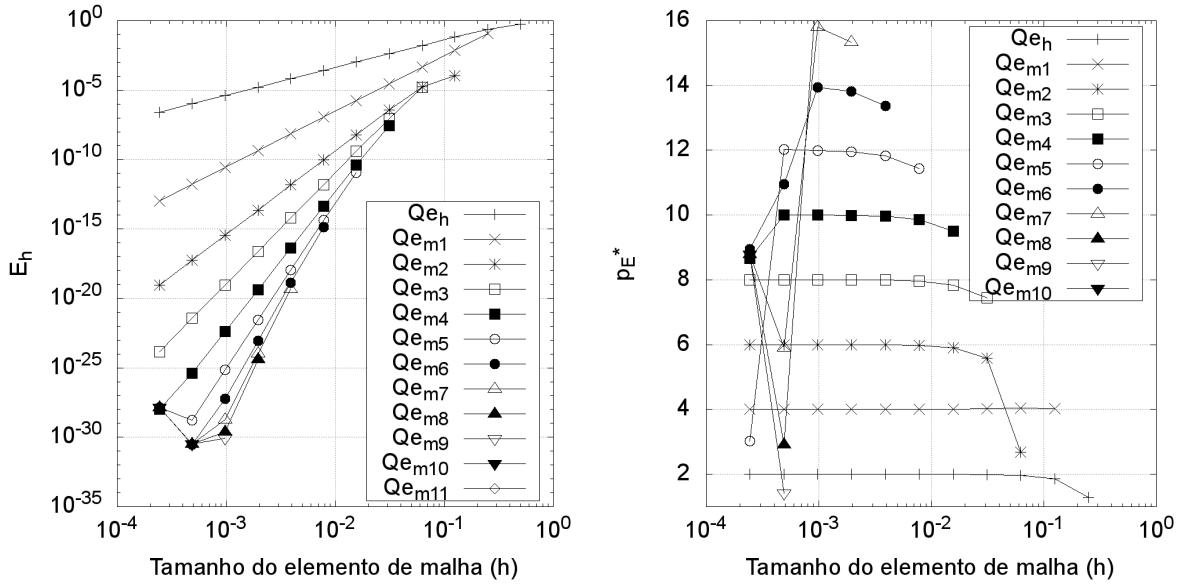 10^0
10^-5
10^-10
10^-15
10^-20
10^-25
10^-30
10^-35
E_h
10^-4
10^-3
10^-2
10^-1
10^0
Tamanho do elemento de malha (h)
Qe_h
Qe_m1
Qe_m2
Qe_m3
Qe_m4
Qe_m5
Qe_m6
Qe_m7
Qe_m8
Qe_m9
Qe_m10
Qe_m11
16
14
12
10
8
6
4
2
p_E*
10^-4
10^-3
10^-2
10^-1
10^0
Tamanho do elemento de malha (h)
Qe_h
Qe_m1
Qe_m2
Qe_m3
Qe_m4
Qe_m5
Qe_m6
Qe_m7
Qe_m8
Qe_m9
Qe_m10